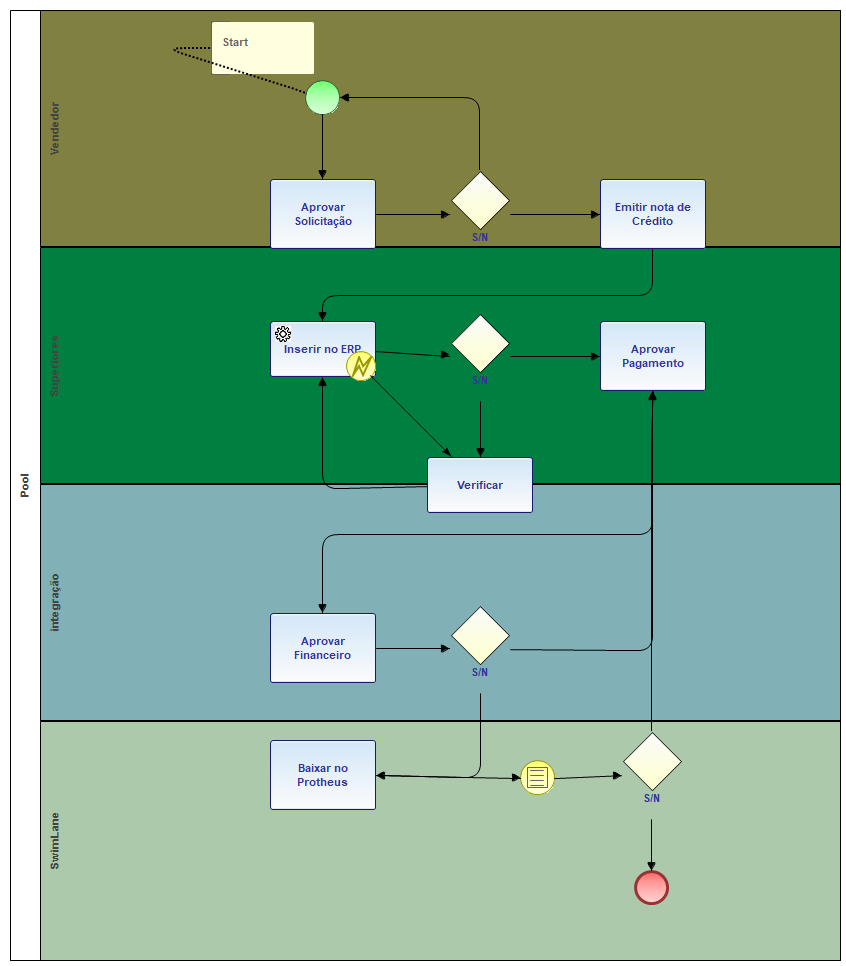 Start
Vendedor
Aprovar
Solicitação
S/N
Emitir nota de
Crédito
Superiores
Inserir no ERP
S/N
Aprovar
Pagamento
Pool
Verificar
integração
Aprovar
Financeiro
S/N
Baixar no
Protheus
S/N
SwimLane